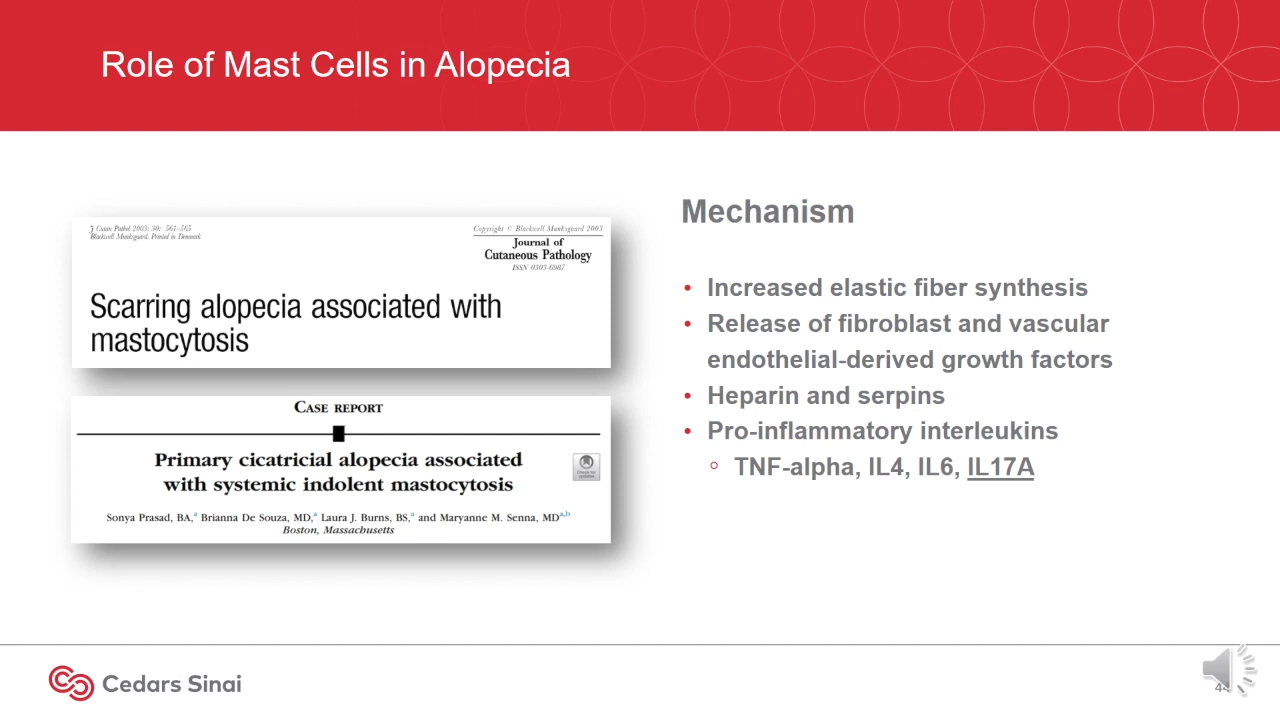 Role of Mast Cells in Alopecia
J Cutan Pathol 2003: 30: 561–565
Blackwell Munksgaard. Printed in Denmark
Copyright © Blackwell Munksgaard 2003
Journal of
Cutaneous Pathology
ISSN 0303-6987
Scarring alopecia associated with
mastocytosis
CASE REPORT
Primary cicatricial alopecia associated
with systemic indolent mastocytosis
Check for
updates
Sonya Prasad, BA,a Brianna De Souza, MD,a Laura J. Burns, BS,a and Maryanne M. Senna, MDa,b
Boston, Massachusetts
Mechanism
• Increased elastic fiber synthesis
• Release of fibroblast and vascular
endothelial-derived growth factors
• Heparin and serpins
• Pro-inflammatory interleukins
○ TNF-alpha, IL4, IL6, IL17A
Cedars Sinai